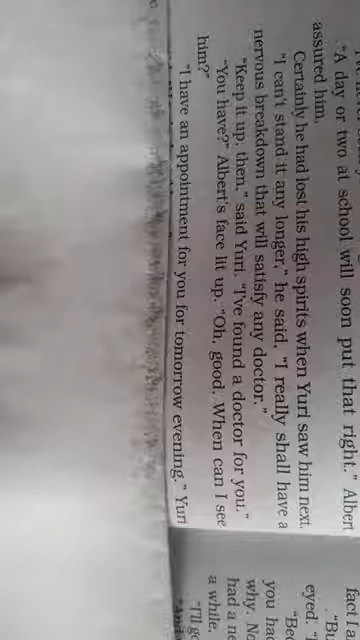 "A day or two at school will soon put that right." Albert
assured him.
Certainly he had lost his high spirits when Yuri saw him next.
"I can't stand it any longer," he said. "I really shall have a
nervous breakdown that will satisfy any doctor."
"Keep it up, then," said Yuri. "I've found a doctor for you."
"You have?" Albert's face lit up. "Oh, good. When can I see
him?"
"I have an appointment for you for tomorrow evening." Yuri
fact I a
"Bu
eyed. 
you had
why. No
had a ne
"I'll g
a while.